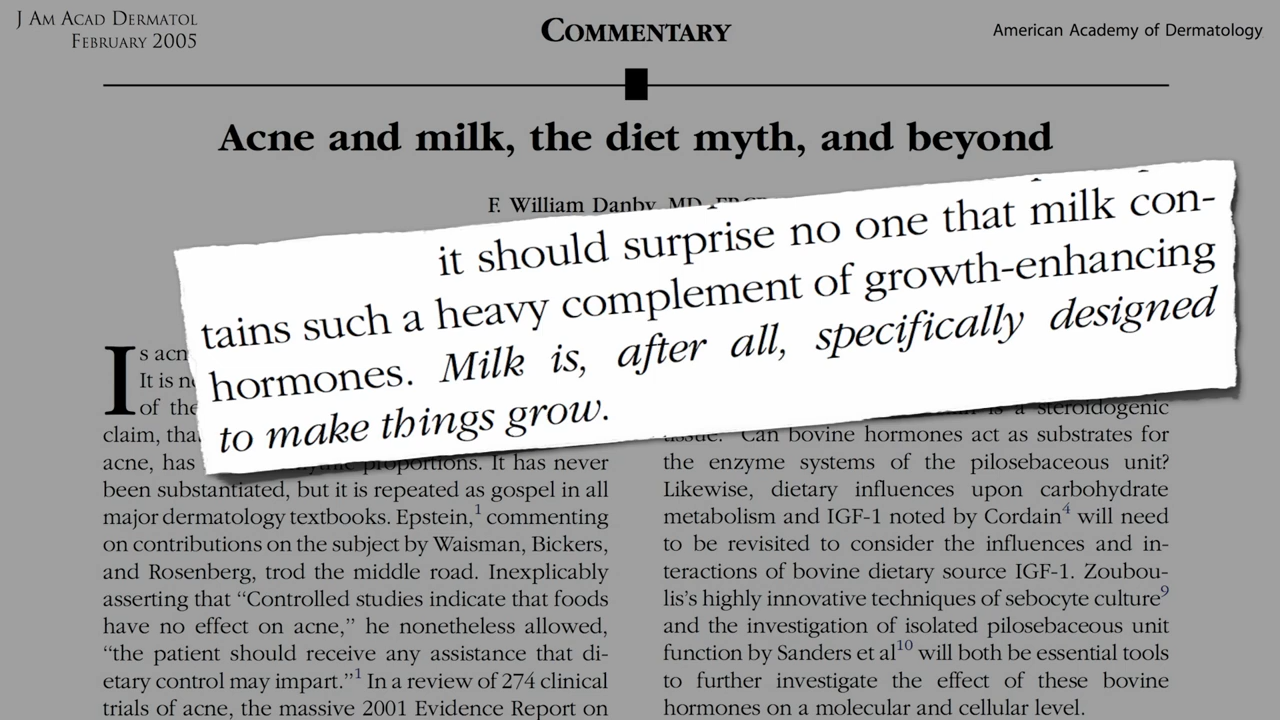 J Am Acad Dermatol
February 2005
Commentary
American Academy of Dermatology
Acne and milk, the diet myth, and beyond
F. William Danby, MD,
it should surprise no one that milk con-
tains such a heavy complement of growth-enhancing
hormones. Milk is, after all, specifically designed
to make things grow.
Is acn
It is
of the
claim, tha
acne, has proportions. It has never
been substantiated, but it is repeated as gospel in all
major dermatology textbooks. Epstein,1 commenting
on contributions on the subject by Waisman, Bickers,
and Rosenberg, trod the middle road. Inexplicably
asserting that “Controlled studies indicate that foods
have no effect on acne,” he nonetheless allowed,
“the patient should receive any assistance that di-
etary control may impart.”1 In a review of 274 clinical
trials of acne, the massive 2001 Evidence Report on
is a steroidogenic
tissue. Can bovine hormones act as substrates for
the enzyme systems of the pilosebaceous unit?
Likewise, dietary influences upon carbohydrate
metabolism and IGF-1 noted by Cordain4 will need
to be revisited to consider the influences and in-
teractions of bovine dietary source IGF-1. Zoubou-
lis’s highly innovative techniques of sebocyte culture9
and the investigation of isolated pilosebaceous unit
function by Sanders et al10 will both be essential tools
to further investigate the effect of these bovine
hormones on a molecular and cellular level.